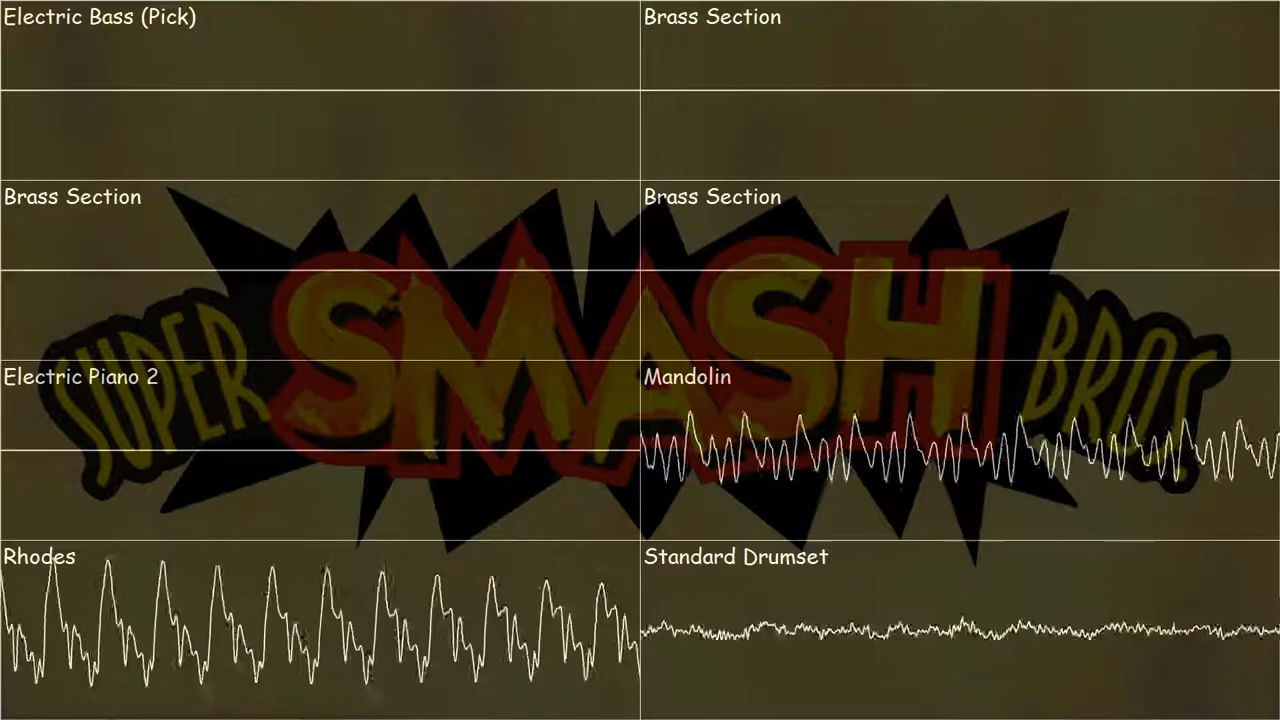 Electric Bass (Pick)
Brass Section
Brass Section
Brass Section
SUPER SMASH BROS.
Electric Piano 2
Mandolin
Rhodes
Standard Drumset